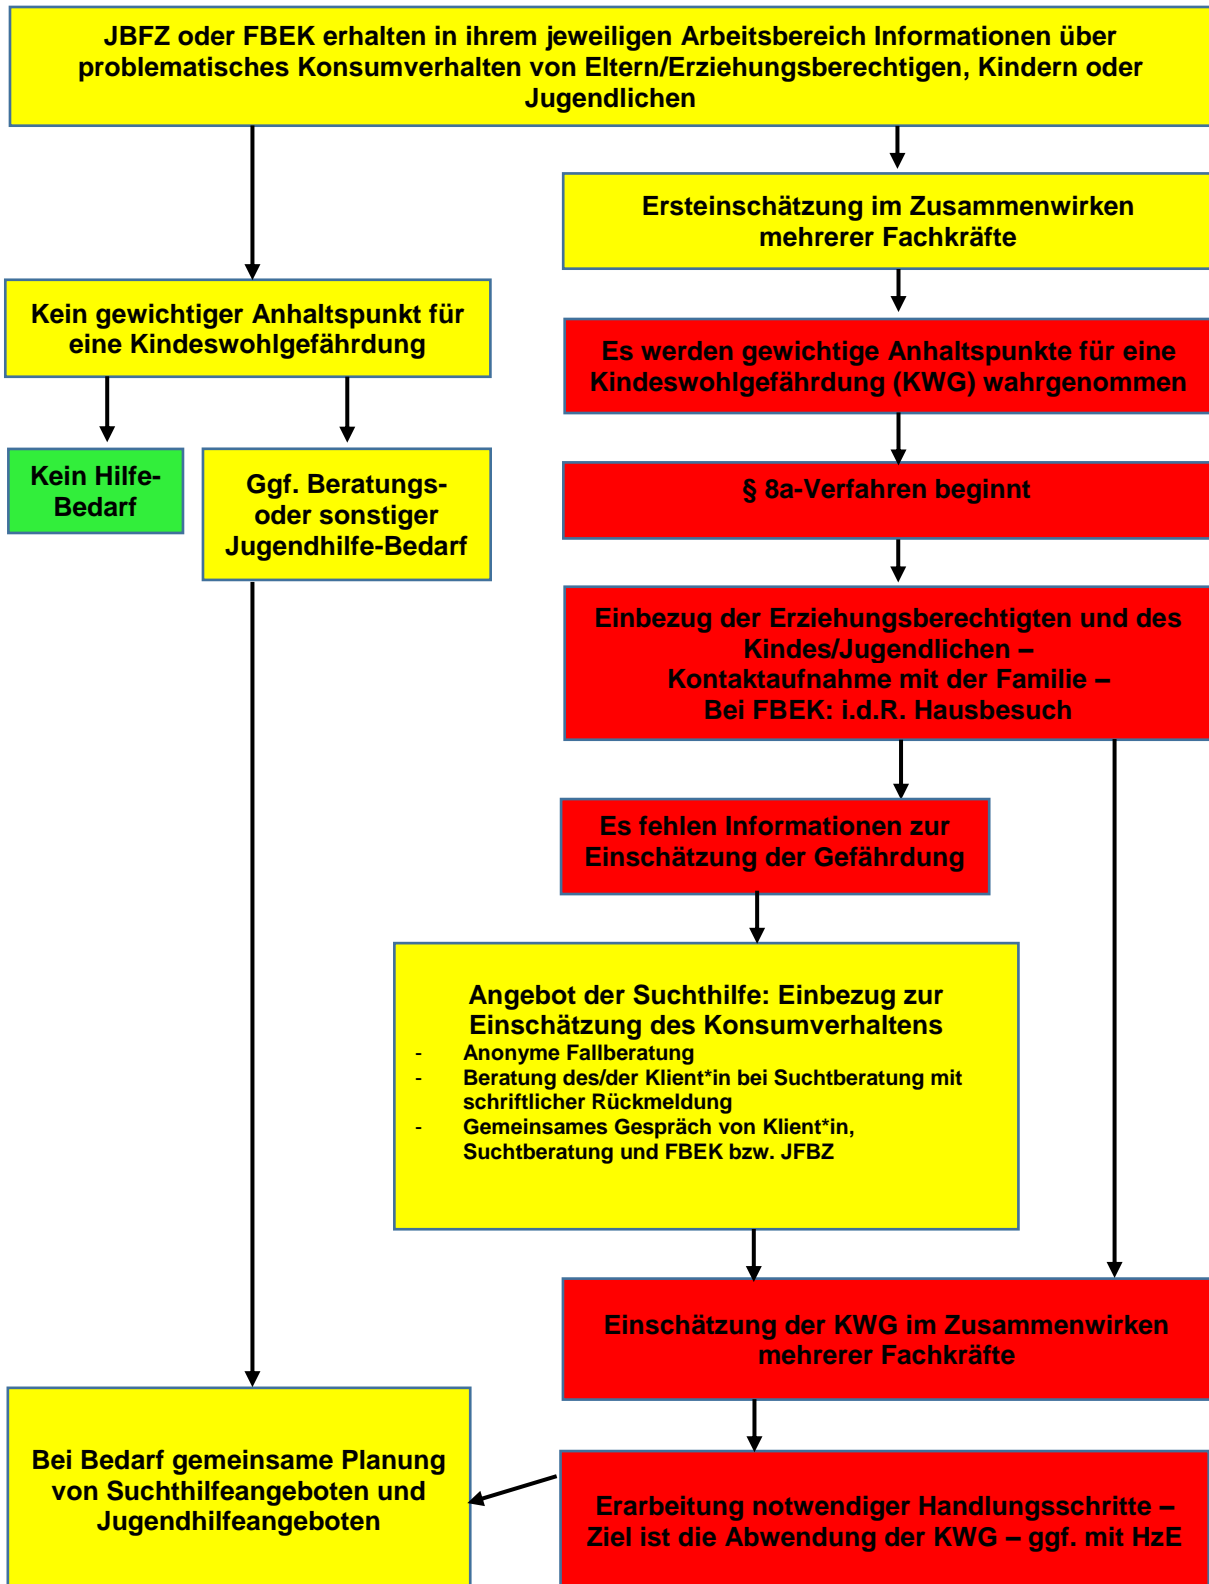 JBFZ oder FBEK erhalten in ihrem jeweiligen Arbeitsbereich Informationen über
problematisches Konsumverhalten von Eltern/Erziehungsberechtigen, Kindern oder
Jugendlichen
Ersteinschätzung im Zusammenwirken
mehrerer Fachkräfte
Kein gewichtiger Anhaltspunkt für
eine Kindeswohlgefährdung
Es werden gewichtige Anhaltspunkte für eine
Kindeswohlgefährdung (KWG) wahrgenommen
Kein Hilfe-
Bedarf
Ggf. Beratungs-
oder sonstiger
Jugendhilfe-Bedarf
§ 8a-Verfahren beginnt
Einbezug der Erziehungsberechtigten und des
Kindes/Jugendlichen –
Kontaktaufnahme mit der Familie –
Bei FBEK: i.d.R. Hausbesuch
Es fehlen Informationen zur
Einschätzung der Gefährdung
Angebot der Suchthilfe: Einbezug zur
Einschätzung des Konsumverhaltens
- Anonyme Fallberatung
- Beratung des/der Klient*in bei Suchtberatung mit
schriftlicher Rückmeldung
- Gemeinsames Gespräch von Klient*in,
Suchtberatung und FBEK bzw. JFBZ
Einschätzung der KWG im Zusammenwirken
mehrerer Fachkräfte
Bei Bedarf gemeinsame Planung
von Suchthilfeangeboten und
Jugendhilfeangeboten
Erarbeitung notwendiger Handlungsschritte –
Ziel ist die Abwendung der KWG – ggf. mit HzE